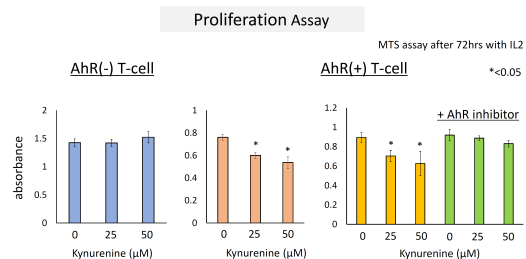 Proliferation Assay
MTS assay after 72hrs with IL2
AhR(-) T-cell
AhR(+) T-cell
*<0.05
+ AhR inhibitor
absorbance
2
1.5
1
0.5
0
0 25 50
Kynurenine (μM)
1
0.8
0.6
0.4
0.2
0
* *
0 25 50
Kynurenine (μM)
1.2
1
0.8
0.6
0.4
0.2
0
* *
0 25 50 0 25 50
Kynurenine (μM)